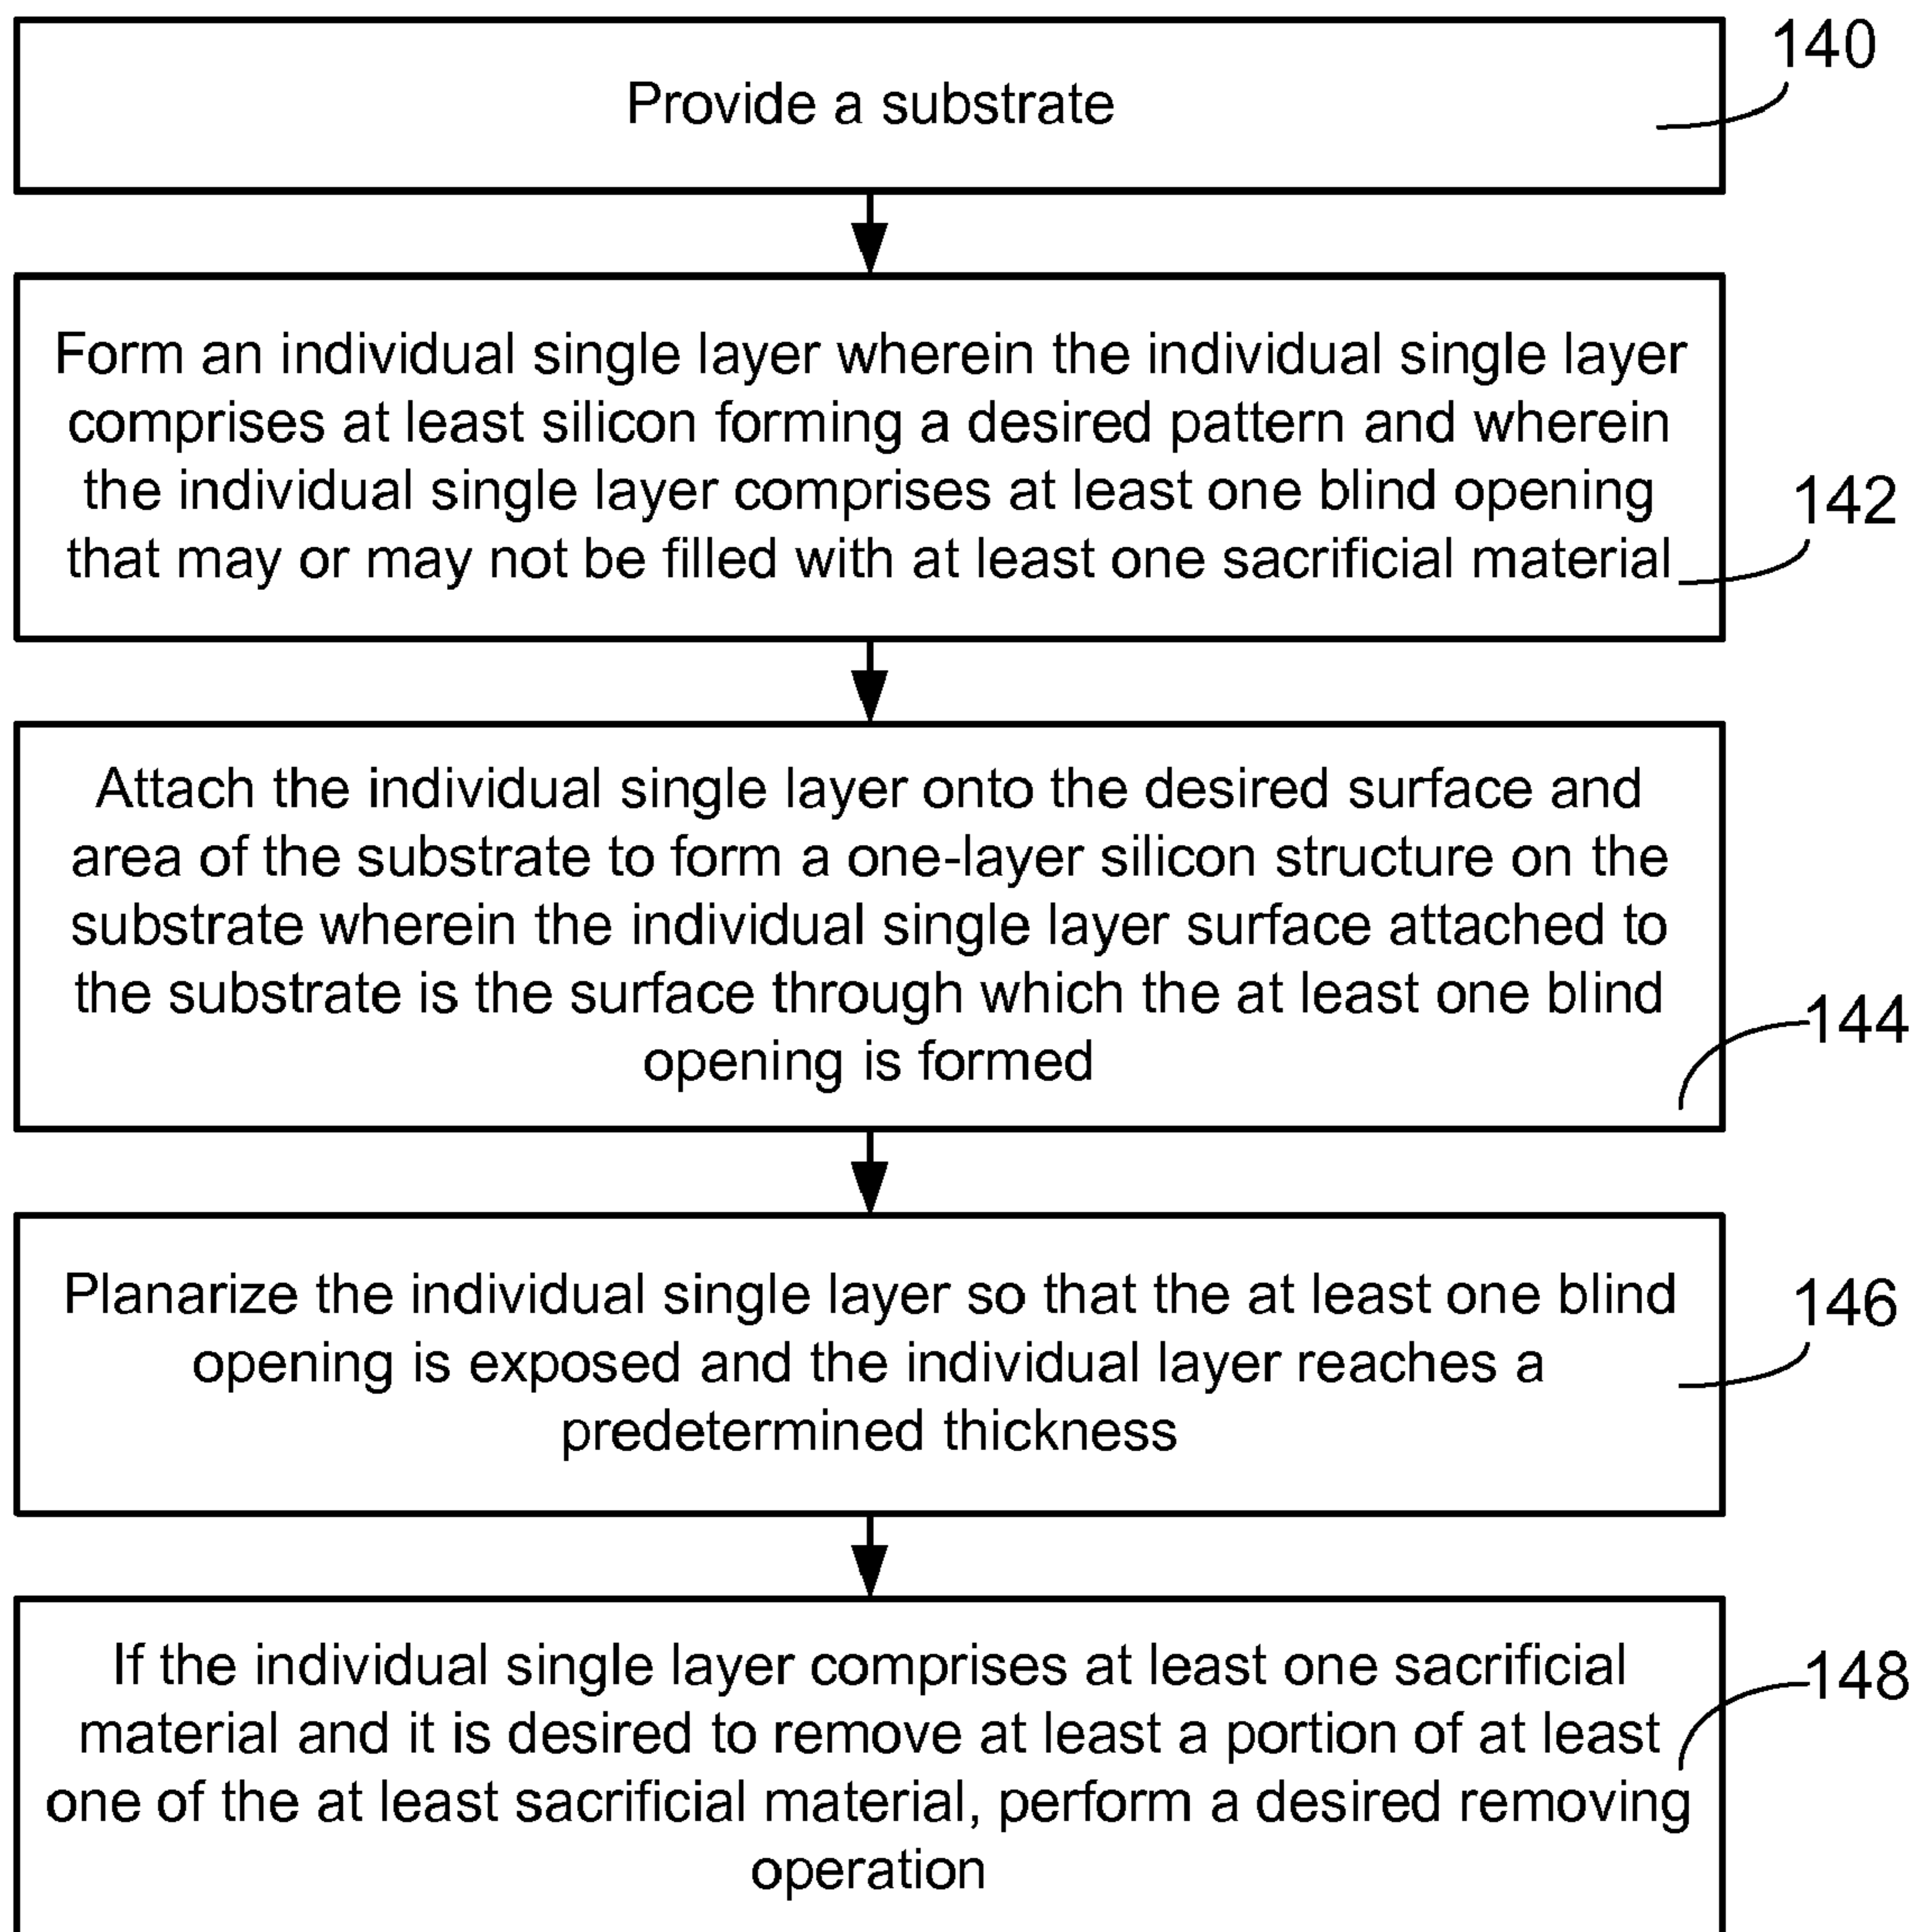 140
Provide a substrate
Form an individual single layer wherein the individual single layer
comprises at least silicon forming a desired pattern and wherein
the individual single layer comprises at least one blind opening
that may or may not be filled with at least one sacrificial material
142
Attach the individual single layer onto the desired surface and
area of the substrate to form a one-layer silicon structure on the
substrate wherein the individual single layer surface attached to
the substrate is the surface through which the at least one blind
opening is formed
144
Planarize the individual single layer so that the at least one blind
opening is exposed and the individual layer reaches a
predetermined thickness
146
If the individual single layer comprises at least one sacrificial
material and it is desired to remove at least a portion of at least
one of the at least sacrificial material, perform a desired removing
operation
148